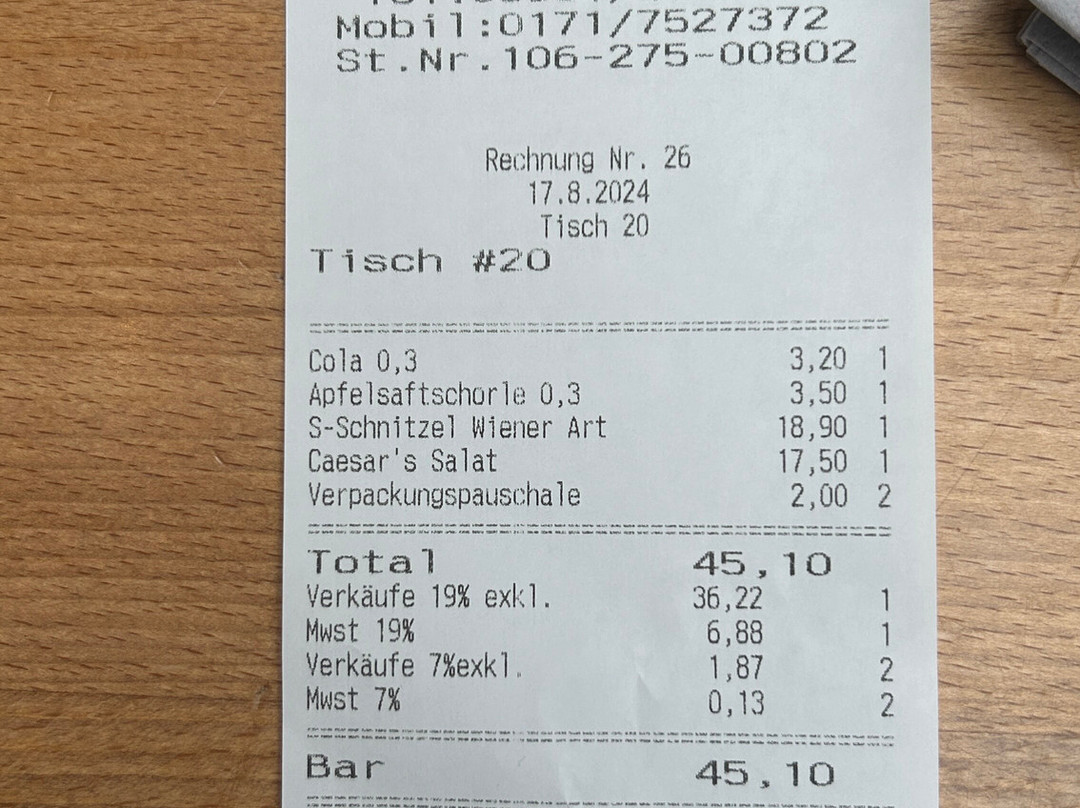 Mobil:0171/7527372
St.Nr.106-275-00802
Rechnung Nr. 26
17.8.2024
Tisch 20
Tisch #20
Cola 0,3 3,20 1
Apfelsaftschorle 0,3 3,50 1
S-Schnitzel Wiener Art 18,90 1
Caesar's Salat 17,50 1
Verpackungspauschale 2,00 2
Total 45,10
Verkäufe 19% exkl. 36,22 1
Mwst 19% 6,88 1
Verkäufe 7%exkl. 1,87 2
Mwst 7% 0,13 2
Bar 45,10